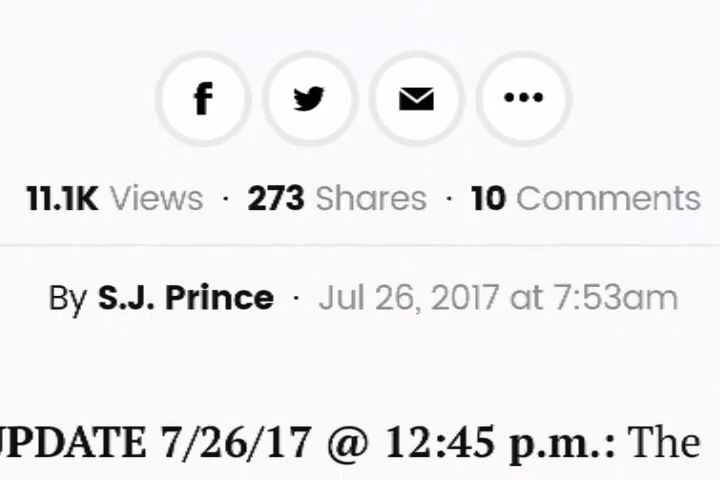 11.1K Views · 273 Shares · 10 Comments
By S.J. Prince · Jul 26, 2017 at 7:53am
UPDATE 7/26/17 @ 12:45 p.m.: The